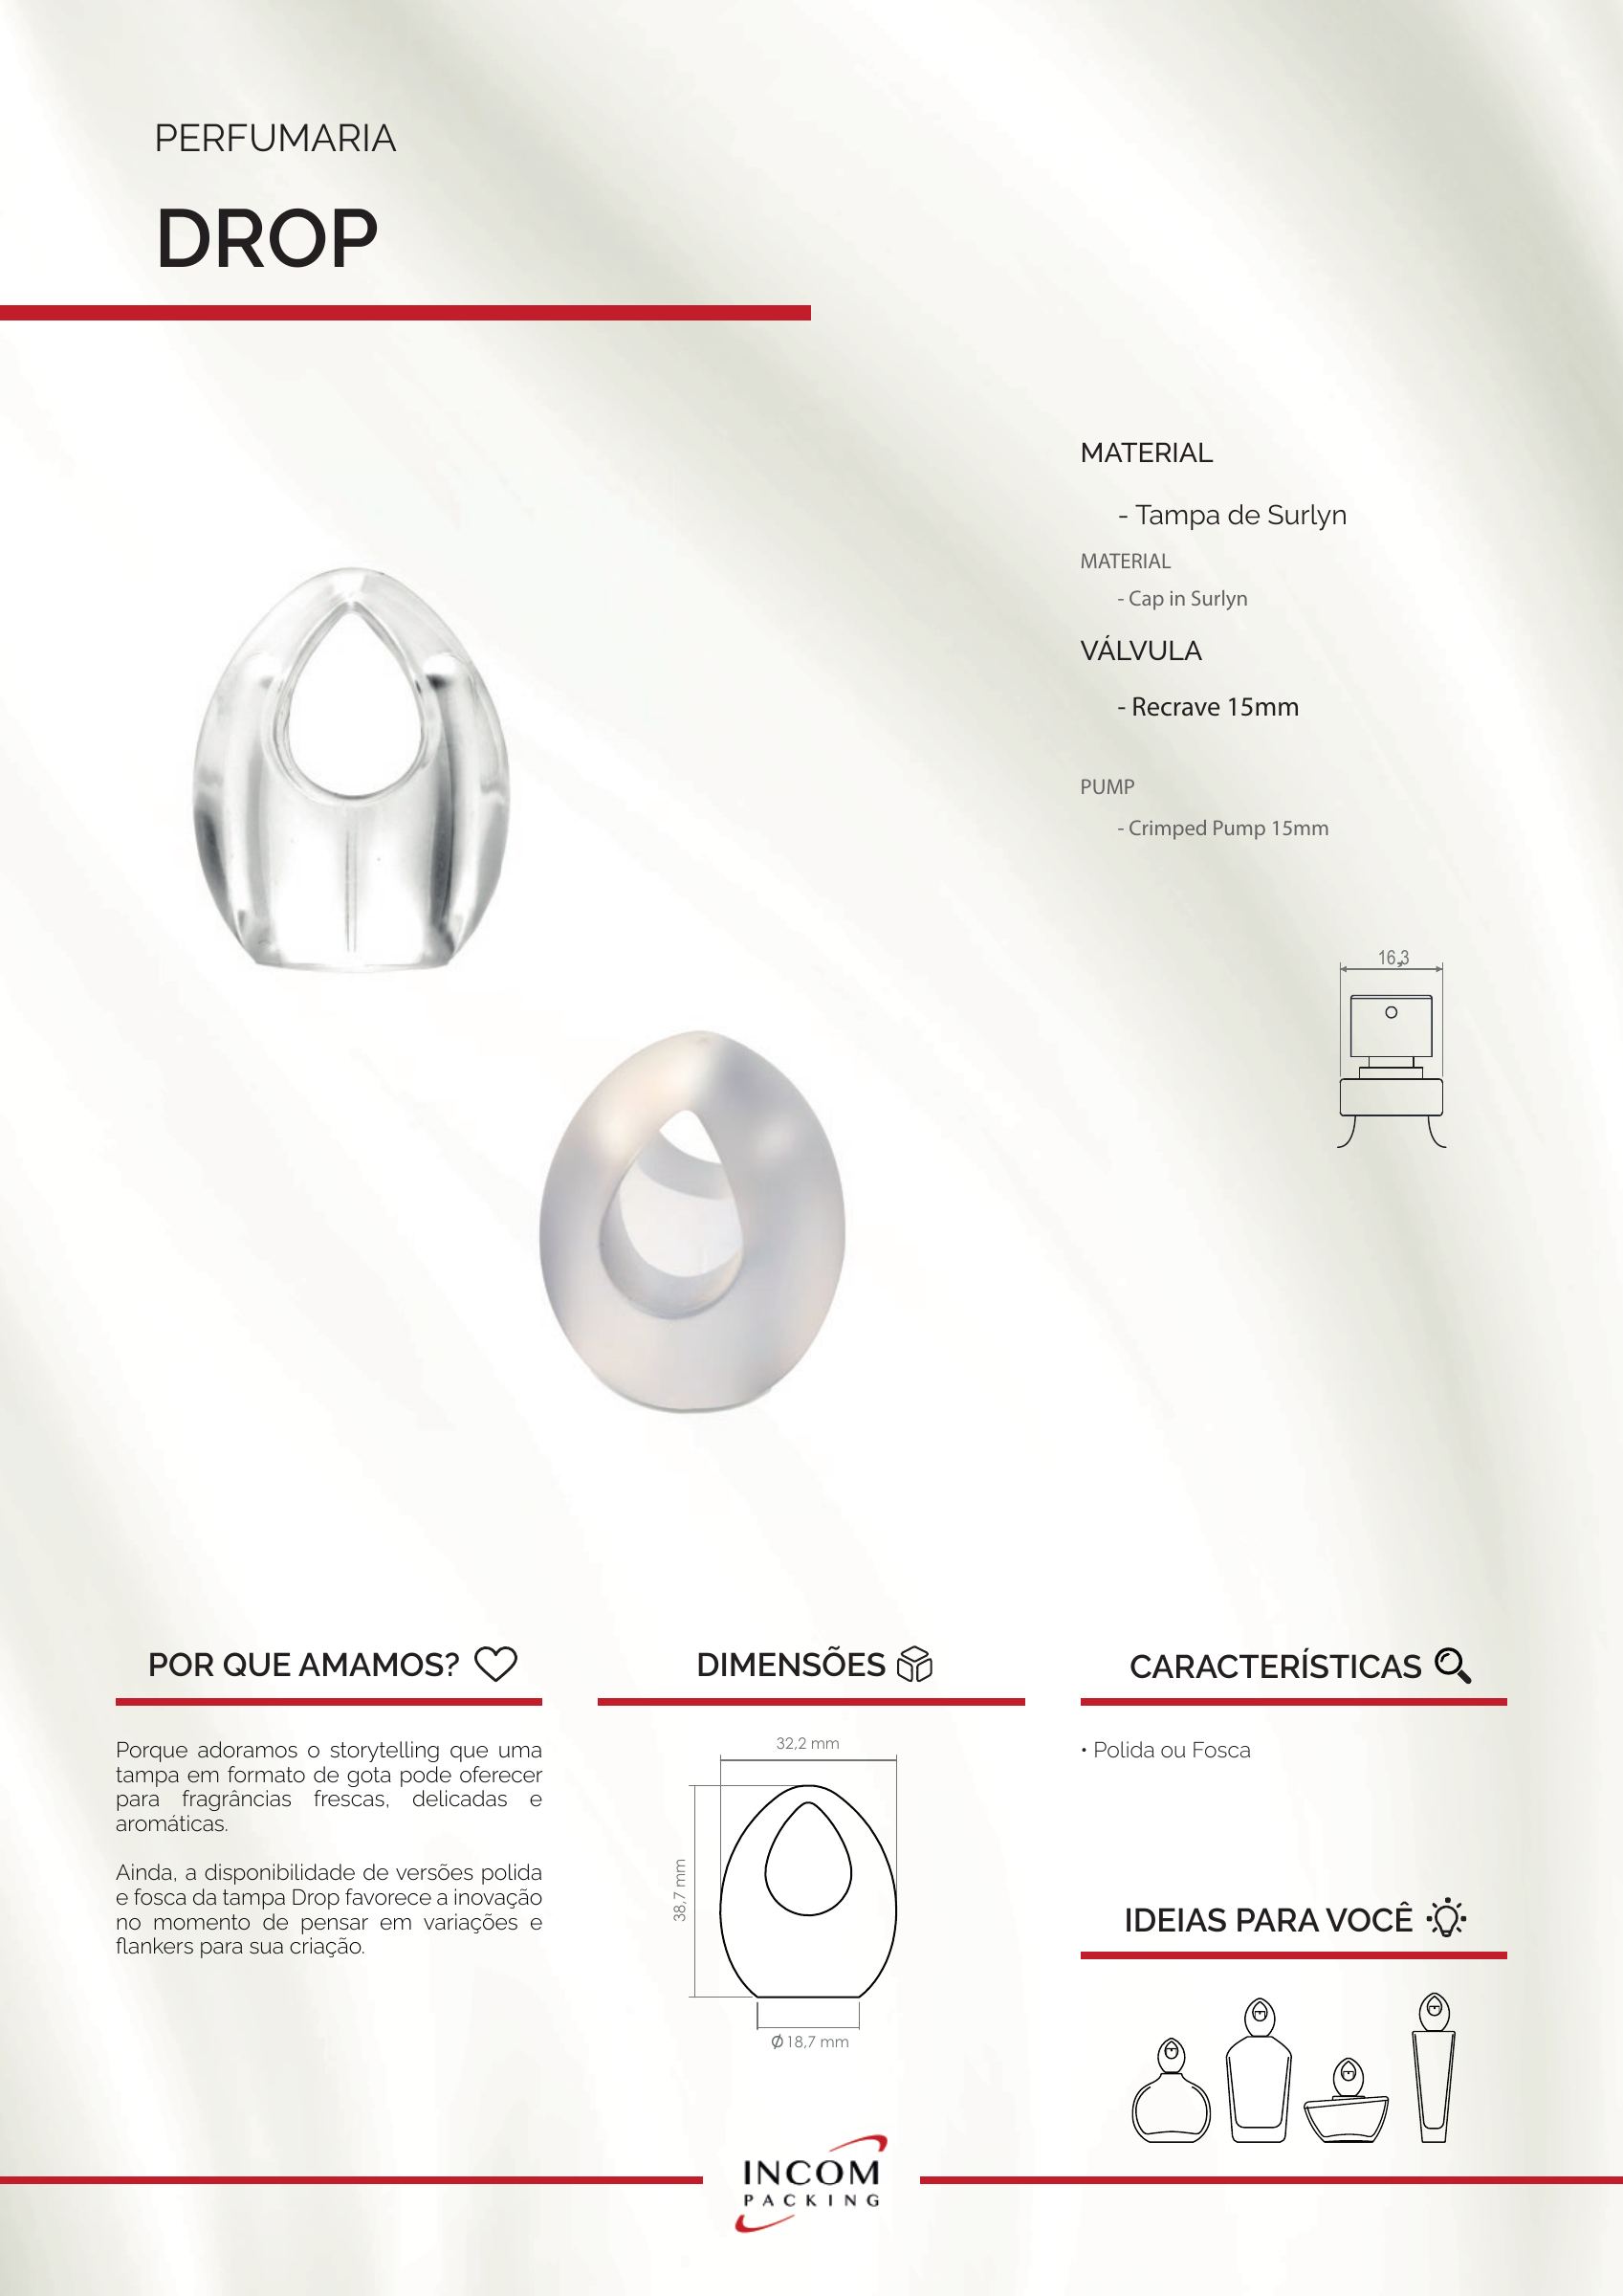 PERFUMARIA
DROP
MATERIAL
- Tampa de Surlyn
MATERIAL
- Cap in Surlyn
VÁLVULA
- Recrave 15mm
PUMP
- Crimped Pump 15mm
16,3
POR QUE AMAMOS?
Porque adoramos o storytelling que uma
tampa em formato de gota pode oferecer
para fragrâncias frescas, delicadas e
aromáticas.
Ainda, a disponibilidade de versões polida
e fosca da tampa Drop favorece a inovação
no momento de pensar em variações e
flankers para sua criação.
DIMENSÕES
32,2 mm
38,7 mm
Ø 18,7 mm
CARACTERÍSTICAS
• Polida ou Fosca
IDEIAS PARA VOCÊ
INCOM
PACKING